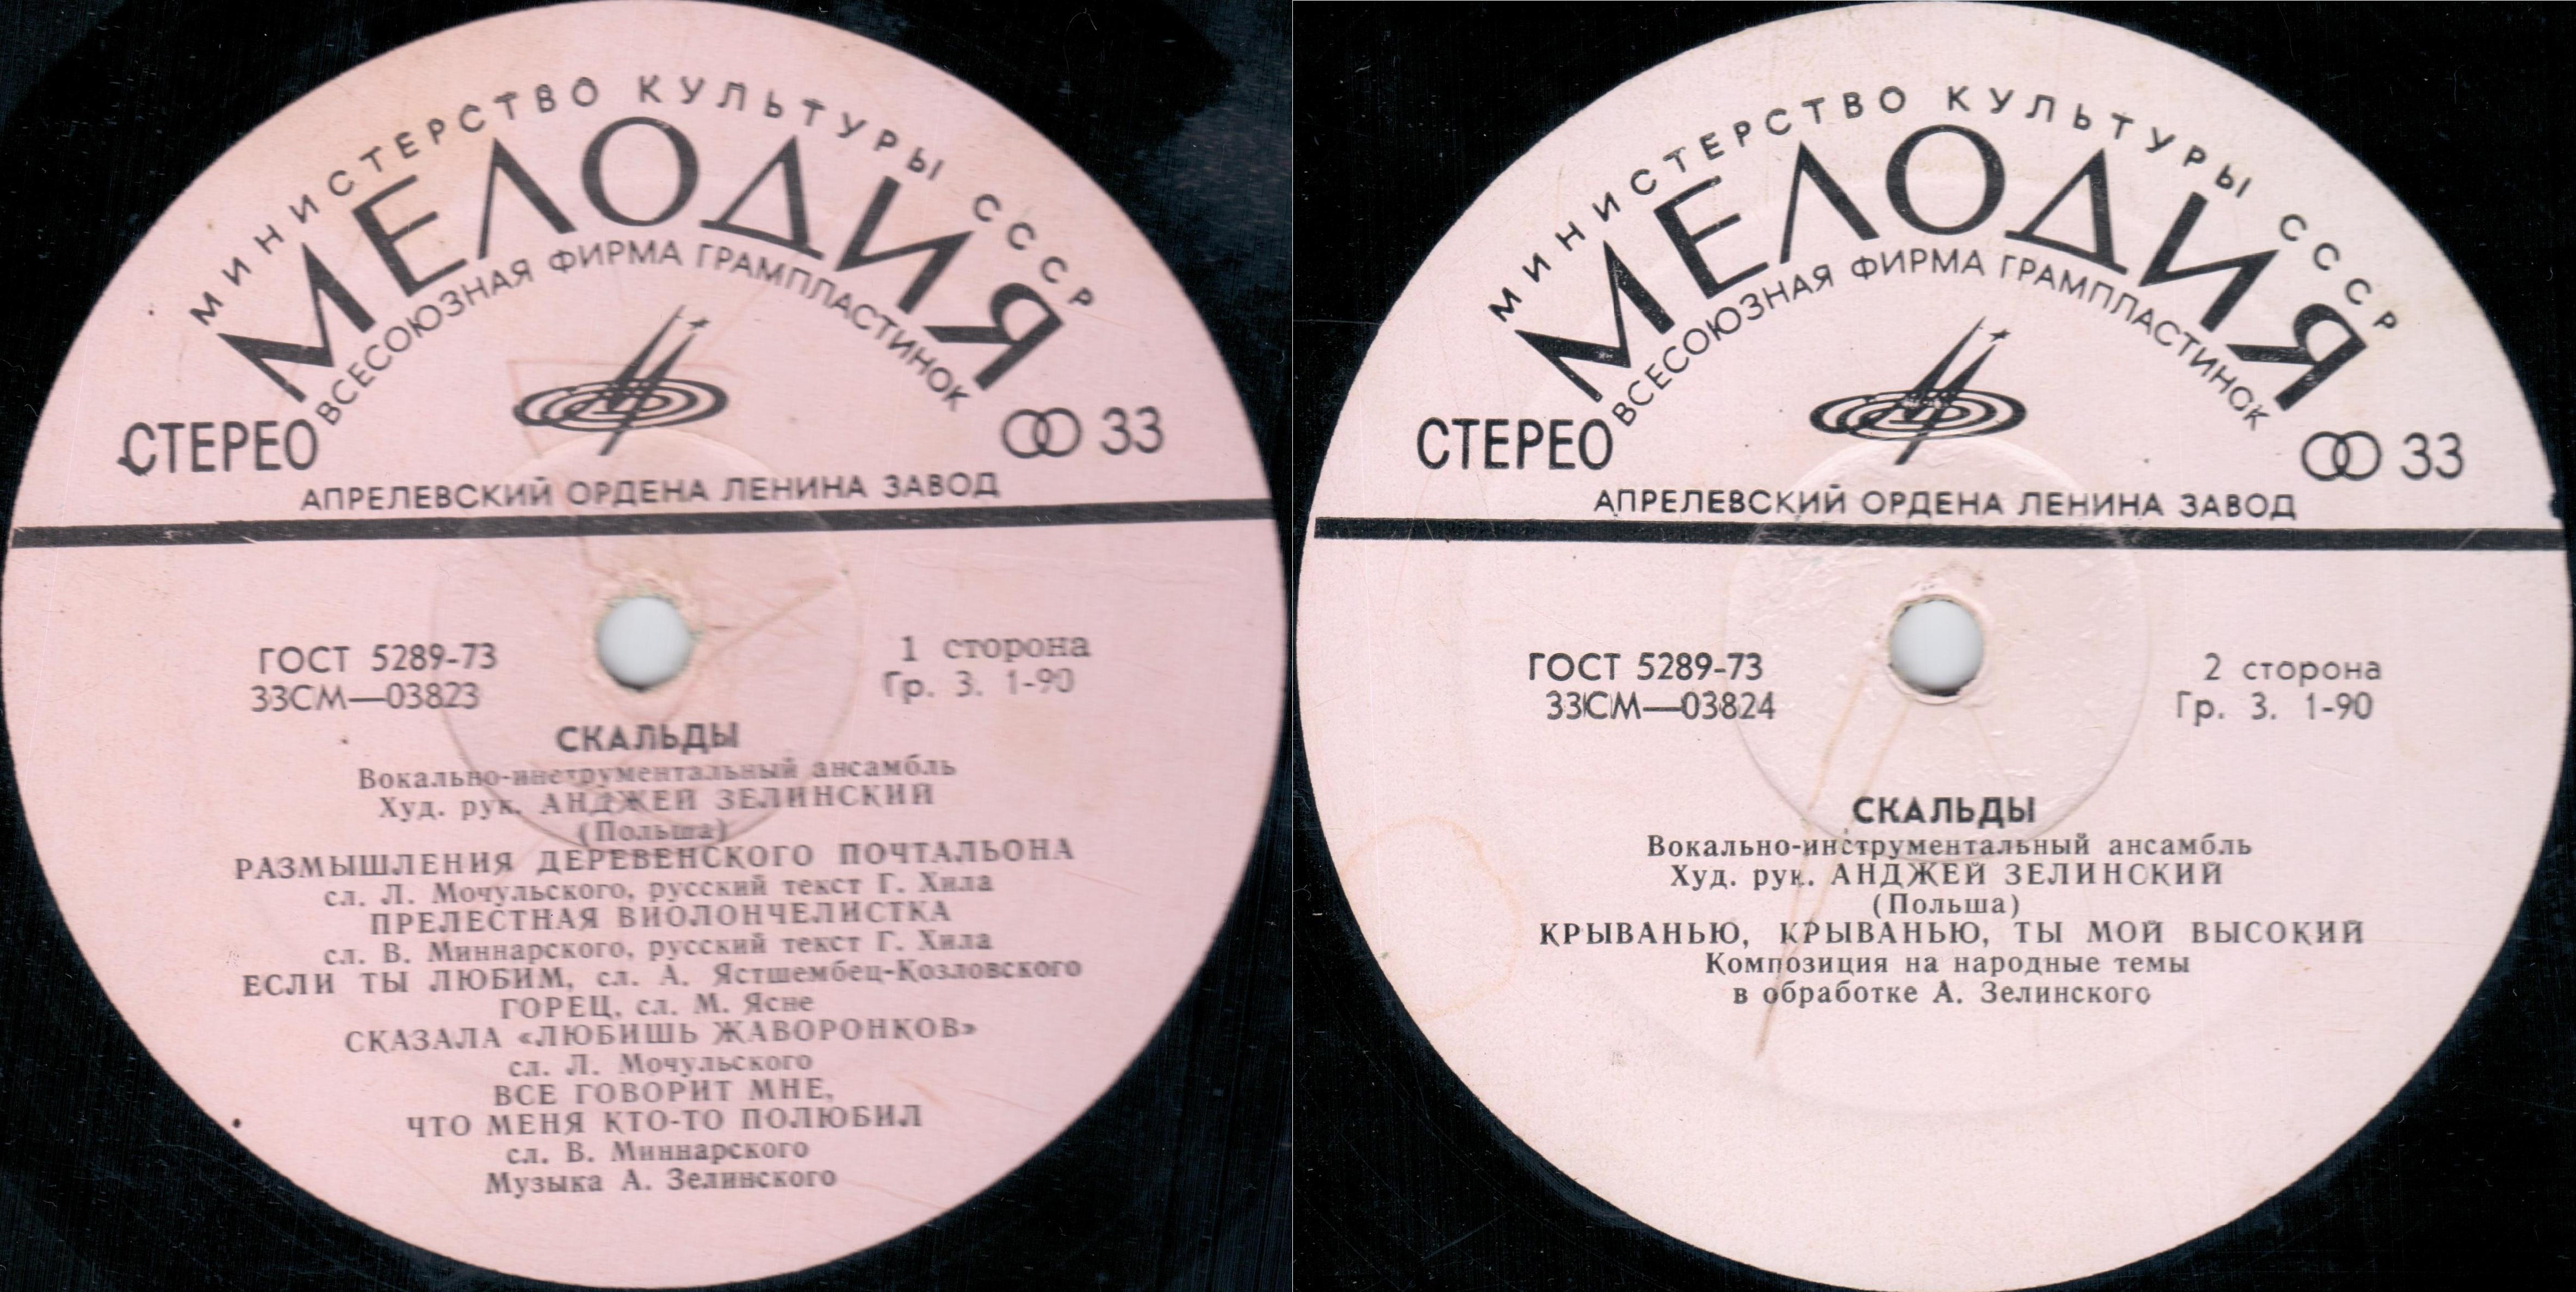 МИНИСТЕРСТВО КУЛЬТУРЫ СССР
МЕЛОДИЯ
ВСЕСОЮЗНАЯ ФИРМА ГРАМПЛАСТИНОК
СТЕРЕО
33
АПРЕЛЕВСКИЙ ОРДЕНА ЛЕНИНА ЗАВОД
ГОСТ 5289-73
1 сторона
33СМ—03823
Гр. 3. 1-90
СКАЛЬДЫ
Вокально-инструментальный ансамбль
Худ. рук. АНДЖЕЙ ЗЕЛИНСКИЙ
(Польша)
РАЗМЫШЛЕНИЯ ДЕРЕВЕНСКОГО ПОЧТАЛЬОНА
сл. Л. Мочульского, русский текст Г. Хила
ПРЕЛЕСТНАЯ ВИОЛОНЧЕЛИСТКА
сл. В. Миннарского, русский текст Г. Хила
ЕСЛИ ТЫ ЛЮБИМ, сл. А. Ястшембец-Козловского
ГОРЕЦ, сл. М. Ясне
СКАЗАЛА «ЛЮБИШЬ ЖАВОРОНКОВ»
сл. Л. Мочульского
ВСЕ ГОВОРИТ МНЕ,
ЧТО МЕНЯ КТО-ТО ПОЛЮБИЛ
сл. В. Миннарского
Музыка А. Зелинского
МИНИСТЕРСТВО КУЛЬТУРЫ СССР
МЕЛОДИЯ
ВСЕСОЮЗНАЯ ФИРМА ГРАМПЛАСТИНОК
СТЕРЕО
33
АПРЕЛЕВСКИЙ ОРДЕНА ЛЕНИНА ЗАВОД
ГОСТ 5289-73
2 сторона
33СМ—03824
Гр. 3. 1-90
СКАЛЬДЫ
Вокально-инструментальный ансамбль
Худ. рук. АНДЖЕЙ ЗЕЛИНСКИЙ
(Польша)
КРЫВАНЬЮ, КРЫВАНЬЮ, ТЫ МОЙ ВЫСОКИЙ
Композиция на народные темы
в обработке А. Зелинского